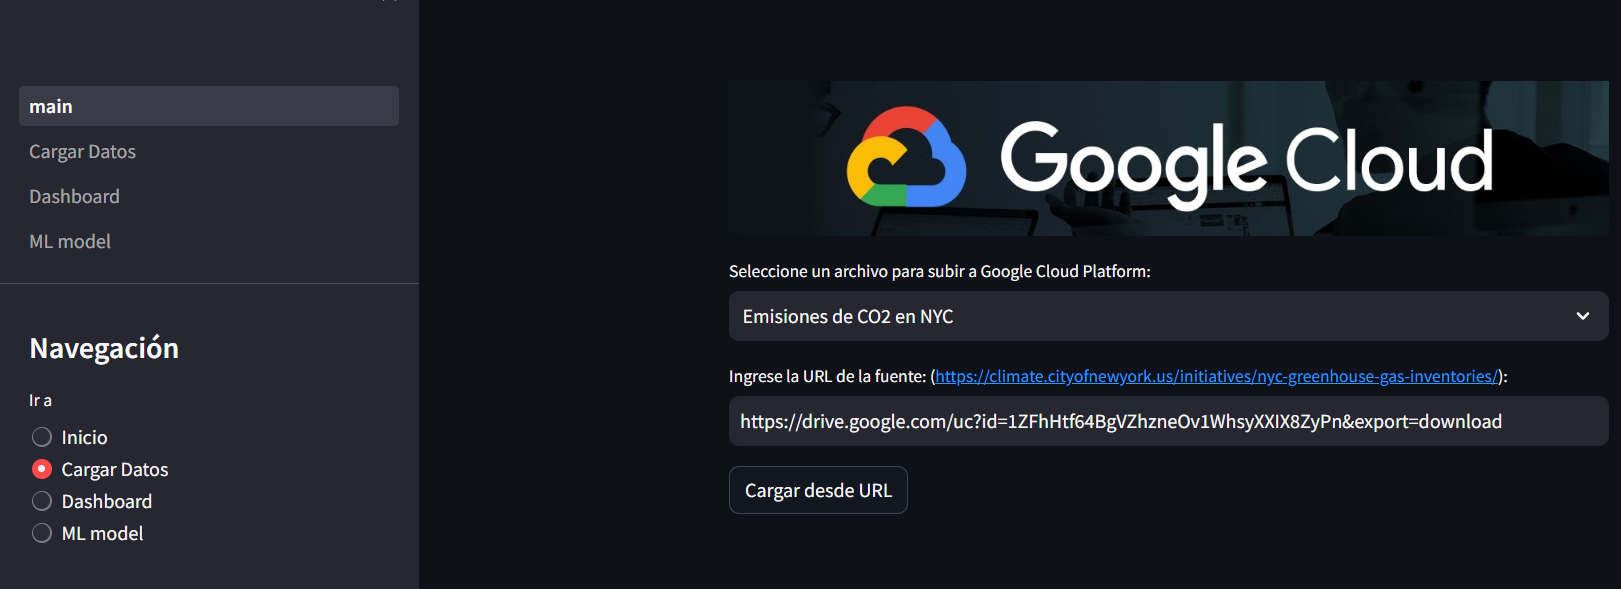 main
Cargar Datos
Dashboard
ML model
Navegación
Ir a
Inicio
Cargar Datos
Dashboard
ML model
Google Cloud
Seleccione un archivo para subir a Google Cloud Platform:
Emisiones de CO2 en NYC
Ingrese la URL de la fuente: (https://climate.cityofnewyork.us/initiatives/nyc-greenhouse-gas-inventories/):
https://drive.google.com/uc?id=1ZFhHtf64BgVZhzneOv1WhsyXXIX8ZyPn&export=download
Cargar desde URL